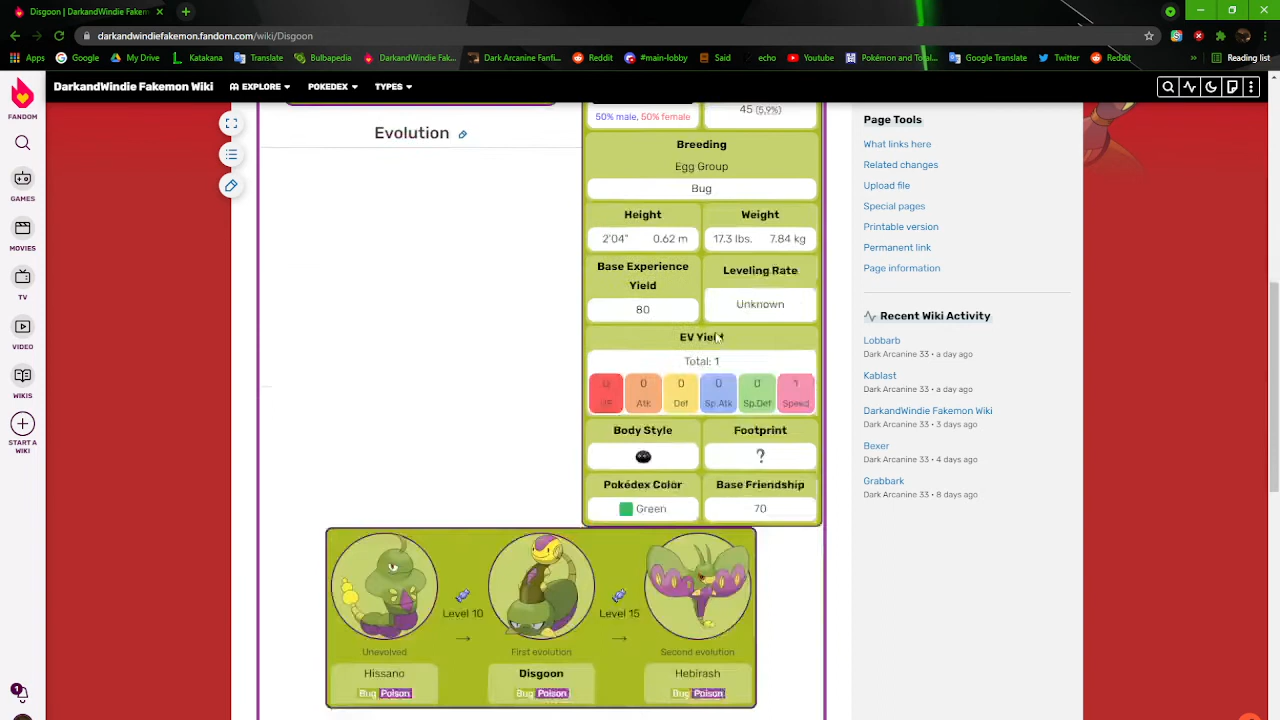 Disgoon | DarkandWindie Fakem
darkandwindiefakemon.fandom.com/wiki/Disgoon
Apps Google Katakana Translate Bulbapedia DarkandWindie Fak... Dark Arcanine Fanfi... Reddit #main-lobby Said echo Youtube Pokémon and Total... Google Translate Twitter Reddit » Reading list
DarkandWindie Fakemon Wiki EXPLORE POKEDEX TYPES
FANDOM
GAMES
MOVIES
TV
VIDEO
WIKIS
START A
WIKI
1
Evolution
50% male, 50% female
45 (5,9%)
Breeding
Egg Group
Bug
Height Weight
2'04" 0.62 m 17.3 lbs. 7.84 kg
Base Experience
Yield
Leveling Rate
80
Unknown
EV Yield
Total: 1
0 0 0 0 0 1
HP Atk Def Sp.Atk Sp.Def Speed
Body Style Footprint
?
Pokédex Color Base Friendship
Green 70
Level 10 Level 15
→ →
Unevolved First evolution Second evolution
Hissano Disgoon Hebirash
Bug Poison Bug Poison Bug Poison
Page Tools
What links here
Related changes
Upload file
Special pages
Printable version
Permanent link
Page information
Recent Wiki Activity
Lobbarb
Dark Arcanine 33 • a day ago
Kablast
Dark Arcanine 33 • a day ago
DarkandWindie Fakemon Wiki
Dark Arcanine 33 • 3 days ago
Bexer
Dark Arcanine 33 • 4 days ago
Grabbark
Dark Arcanine 33 • 8 days ago